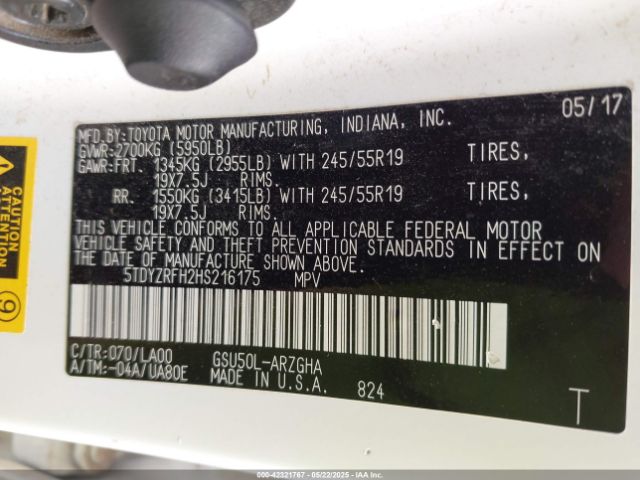 05/17
MFD.BY:TOYOTA MOTOR MANUFACTURING, INDIANA, INC.
GVWR:2700KG (5950LB)
GAWR:FRT. 1345KG (2955LB) WITH 245/55R19 TIRES,
19X7.5J RIMS.
RR. 1550KG (3415LB) WITH 245/55R19 TIRES,
19X7.5J RIMS.
THIS VEHICLE CONFORMS TO ALL APPLICABLE FEDERAL MOTOR
VEHICLE SAFETY AND THEFT PREVENTION STANDARDS IN EFFECT ON
THE DATE OF MANUFACTURE SHOWN ABOVE.
5TDYZRFH2HS216175 MPV
C/TR:070/LA00 GSU50L-ARZGHA
A/TM:-04A/UA80E MADE IN U.S.A. 824
T
CAUTION
ATTENTION
9
000-42321767 - 05/22/2025 - IAAI.COM